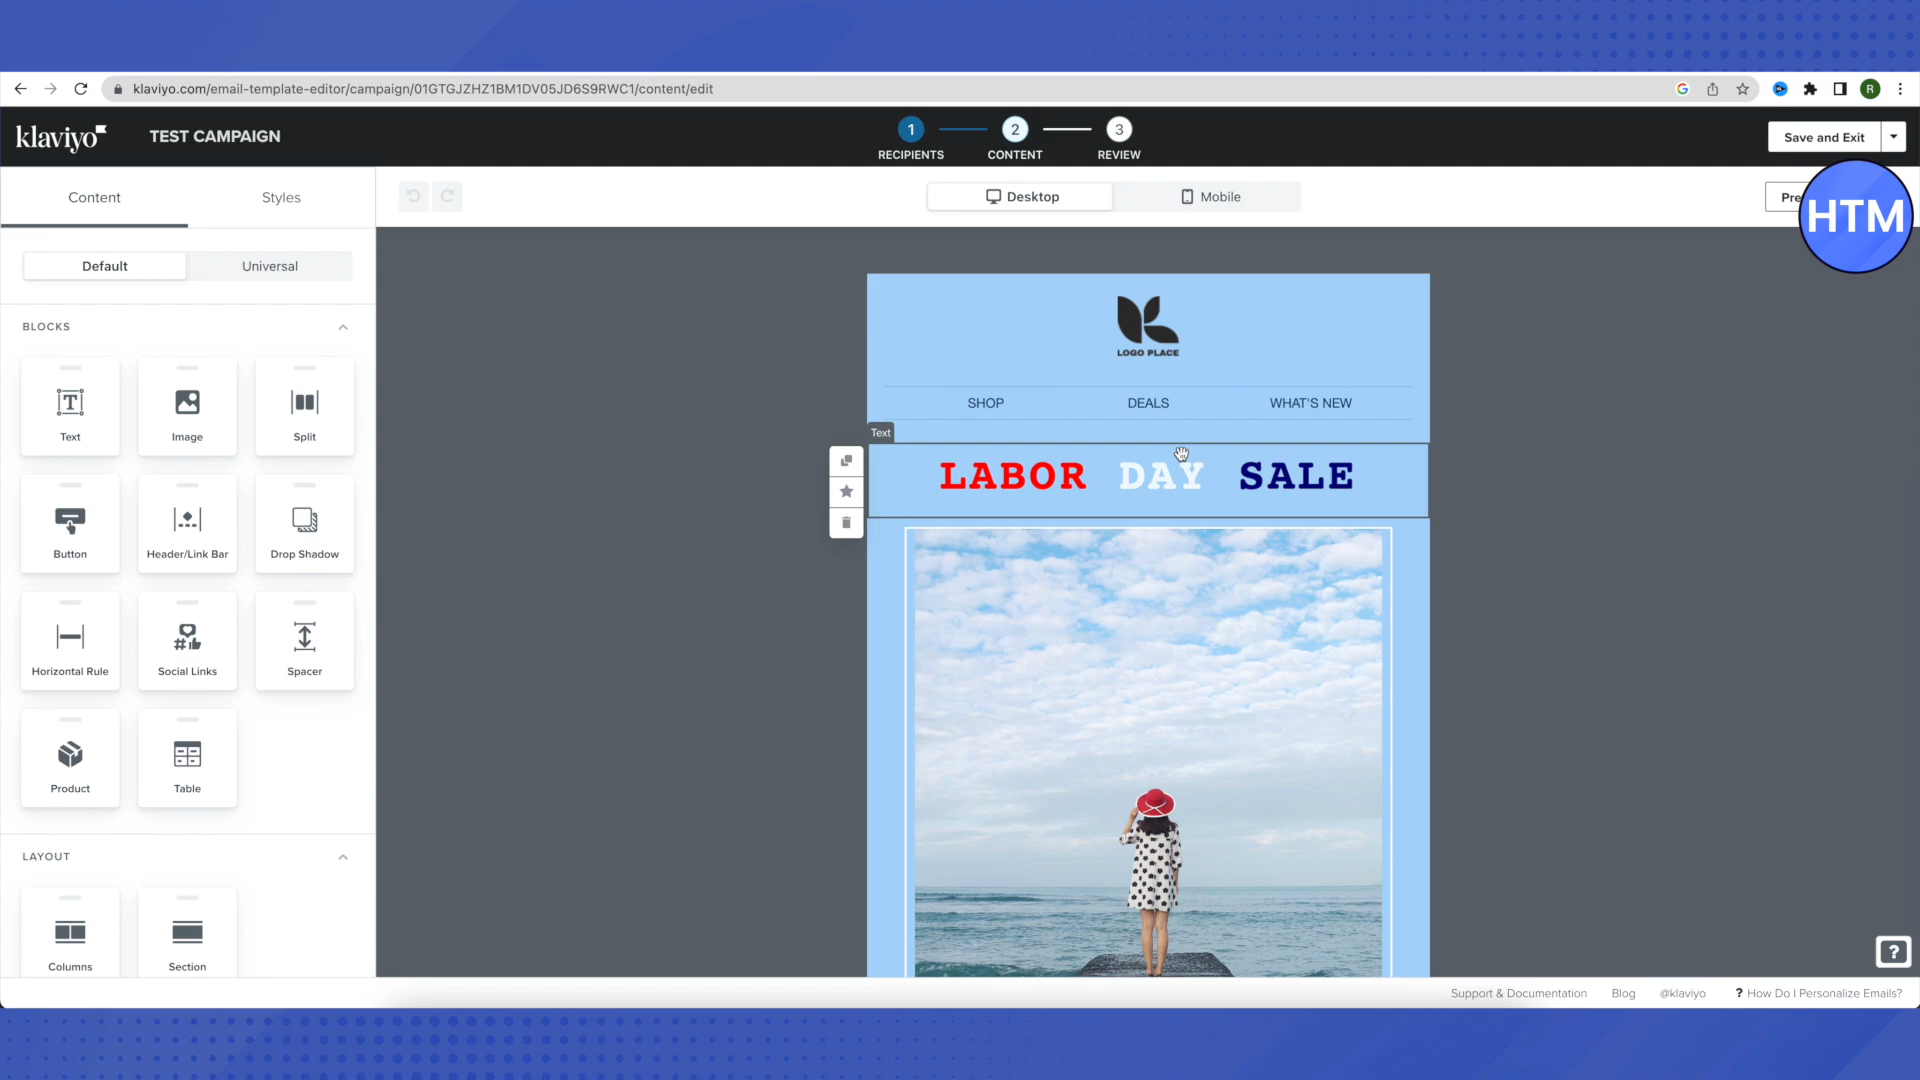 klaviyo.com/email-template-editor/campaign/01GTGJZHZ1BM1DV05JD6S9RWC1/content/edit
R
klaviyo
TEST CAMPAIGN
1
2
3
RECIPIENTS
CONTENT
REVIEW
Save and Exit
Content
Styles
Desktop
Mobile
Pre
HTM
Default
Universal
BLOCKS
Text
Image
Split
Button
Header/Link Bar
Drop Shadow
Horizontal Rule
Social Links
Spacer
Product
Table
LAYOUT
Columns
Section
LOGO PLACE
SHOP
DEALS
WHAT'S NEW
Text
LABOR DAY SALE
?
Support & Documentation
Blog
@klaviyo
? How Do I Personalize Emails?